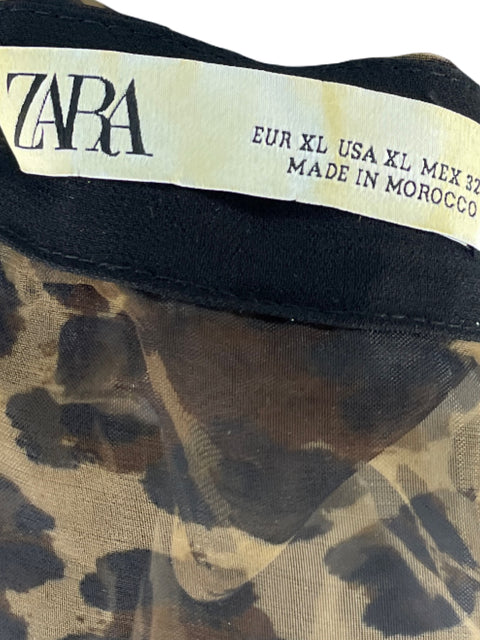 ZARA
EUR XL USA XL MEX 32
MADE IN MOROCCO